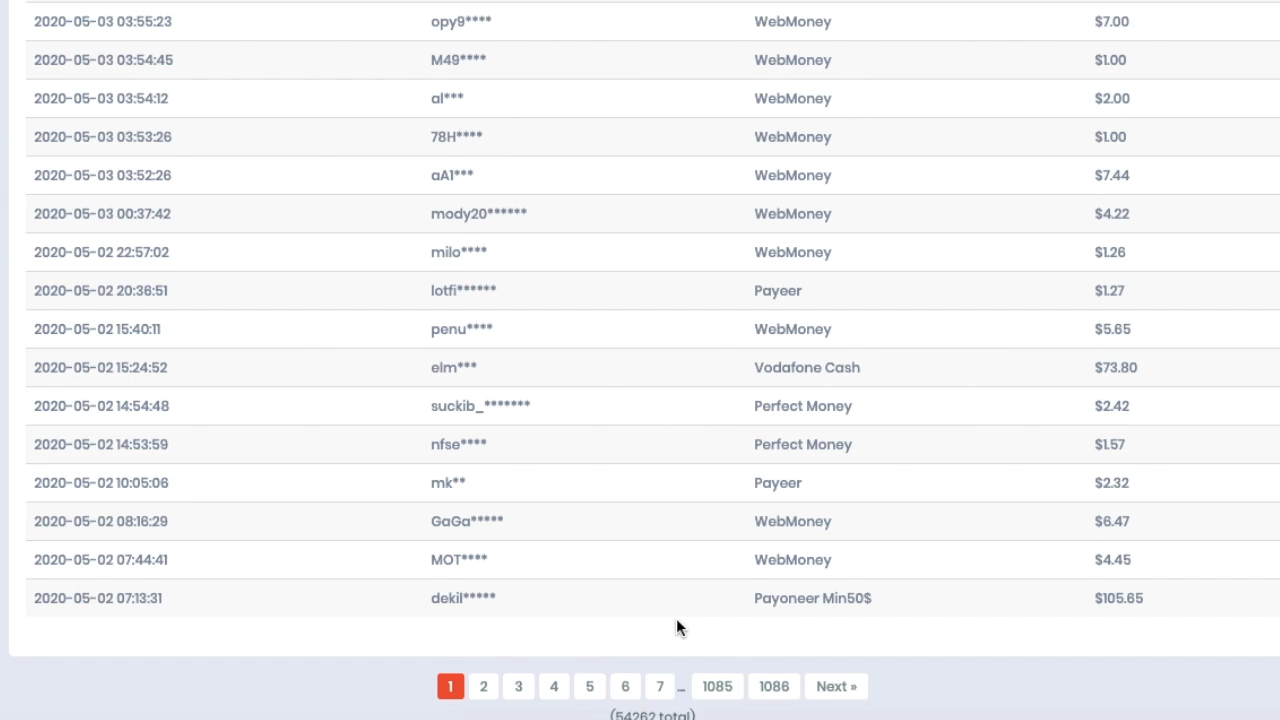 2020-05-03 03:55:23 opy9**** WebMoney $7.00
2020-05-03 03:54:45 M49**** WebMoney $1.00
2020-05-03 03:54:12 al*** WebMoney $2.00
2020-05-03 03:53:26 78H**** WebMoney $1.00
2020-05-03 03:52:26 aA1*** WebMoney $7.44
2020-05-03 00:37:42 mody20****** WebMoney $4.22
2020-05-02 22:57:02 milo**** WebMoney $1.26
2020-05-02 20:36:51 lotfi****** Payeer $1.27
2020-05-02 15:40:11 penu**** WebMoney $5.65
2020-05-02 15:24:52 elm*** Vodafone Cash $73.80
2020-05-02 14:54:48 suckib_******* Perfect Money $2.42
2020-05-02 14:53:59 nfse**** Perfect Money $1.57
2020-05-02 10:05:06 mk** Payeer $2.32
2020-05-02 08:16:29 GaGa***** WebMoney $6.47
2020-05-02 07:44:41 MOT**** WebMoney $4.45
2020-05-02 07:13:31 dekil***** Payoneer Min50$ $105.65
1 2 3 4 5 6 7 ... 1085 1086 Next »
(54262 total)